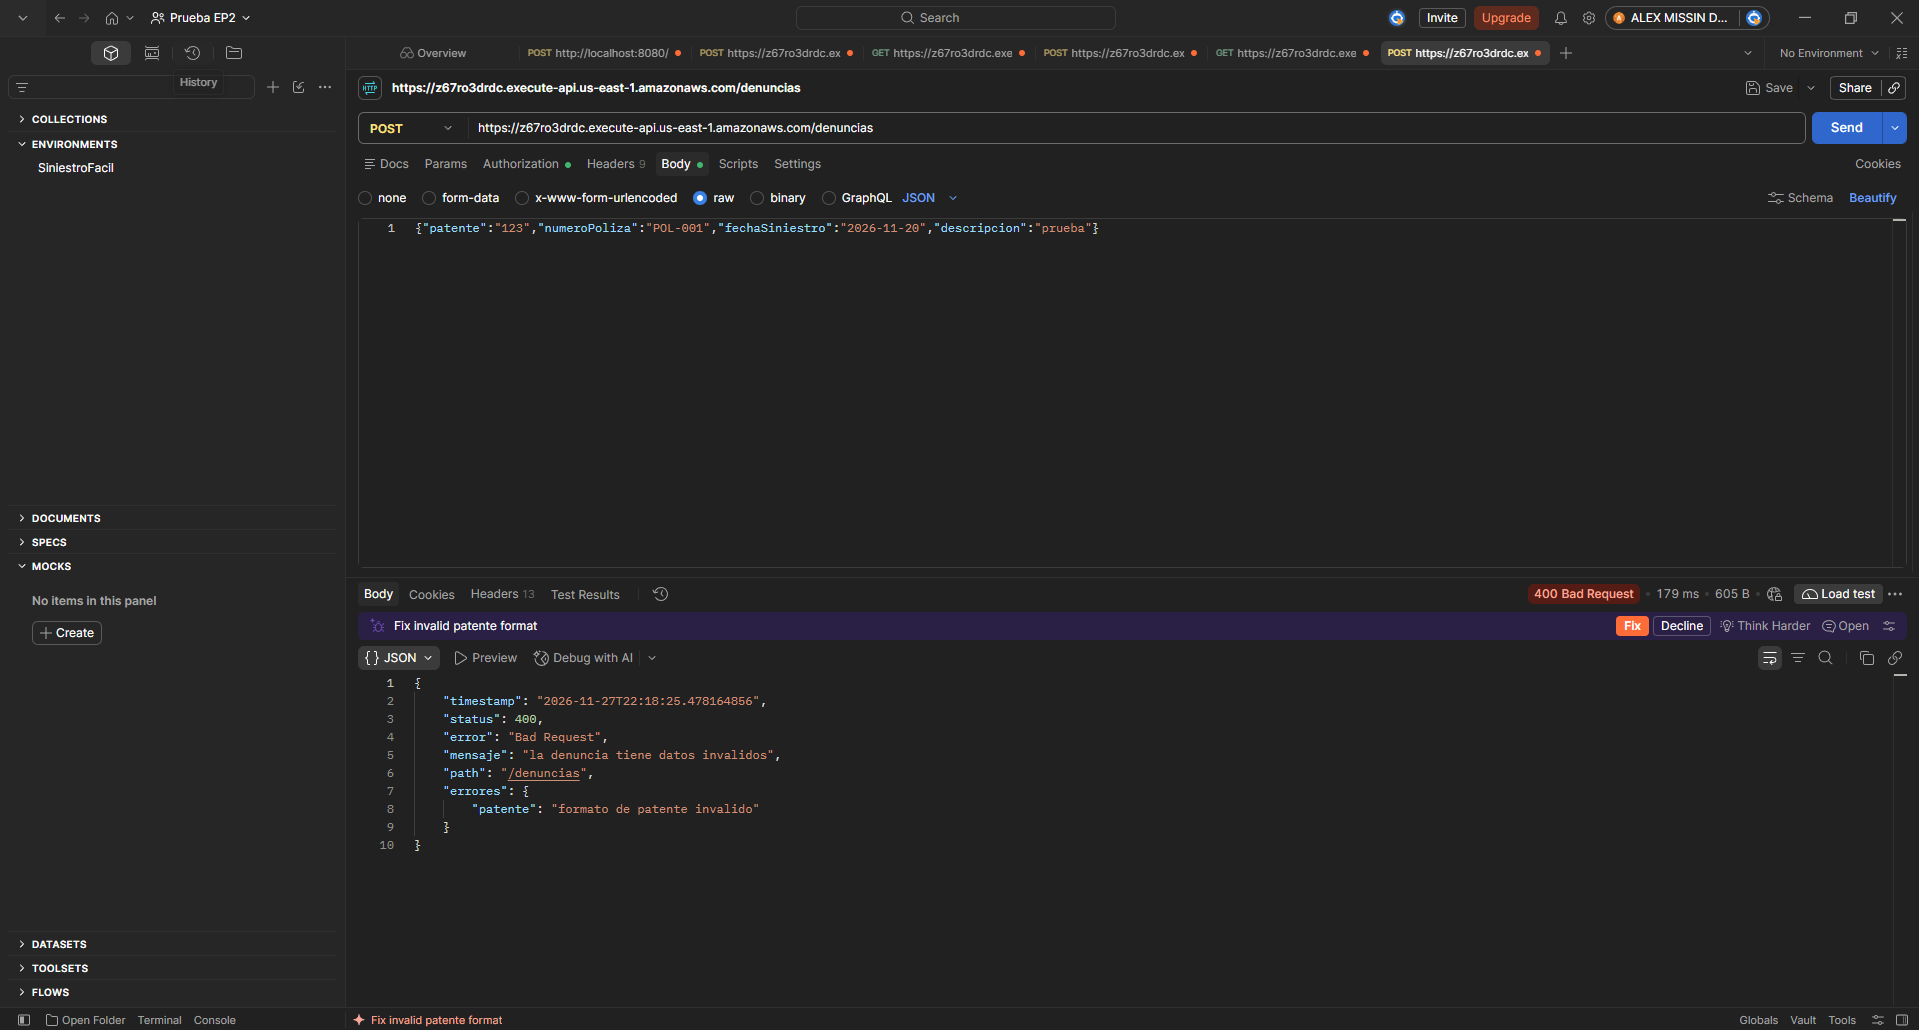 Prueba EP2
Search
Invite
Upgrade
ALEX MISSIN D...
History
COLLECTIONS
ENVIRONMENTS
SiniestroFacil
DOCUMENTS
SPECS
MOCKS
No items in this panel
Create
DATASETS
TOOLSETS
FLOWS
Overview
POST http://localhost:8080/
POST https://z67ro3drdc.ex
GET https://z67ro3drdc.exe
POST https://z67ro3drdc.ex
GET https://z67ro3drdc.exe
POST https://z67ro3drdc.ex
No Environment
HTTP
https://z67ro3drdc.execute-api.us-east-1.amazonaws.com/denuncias
Save
Share
POST
https://z67ro3drdc.execute-api.us-east-1.amazonaws.com/denuncias
Send
Docs Params Authorization Headers 9 Body Scripts Settings
Cookies
none form-data x-www-form-urlencoded raw binary GraphQL JSON
Schema Beautify
1 {"patente":"123","numeroPoliza":"POL-001","fechaSiniestro":"2026-11-20","descripcion":"prueba"}
Body Cookies Headers 13 Test Results
400 Bad Request • 179 ms • 605 B
Load test
Fix invalid patente format
Fix Decline Think Harder Open
{} JSON Preview Debug with AI
1 {
2 "timestamp": "2026-11-27T22:18:25.478164856",
3 "status": 400,
4 "error": "Bad Request",
5 "mensaje": "la denuncia tiene datos invalidos",
6 "path": "/denuncias",
7 "errores": {
8 "patente": "formato de patente invalido"
9 }
10 }
Open Folder Terminal Console
Fix invalid patente format
Globals Vault Tools